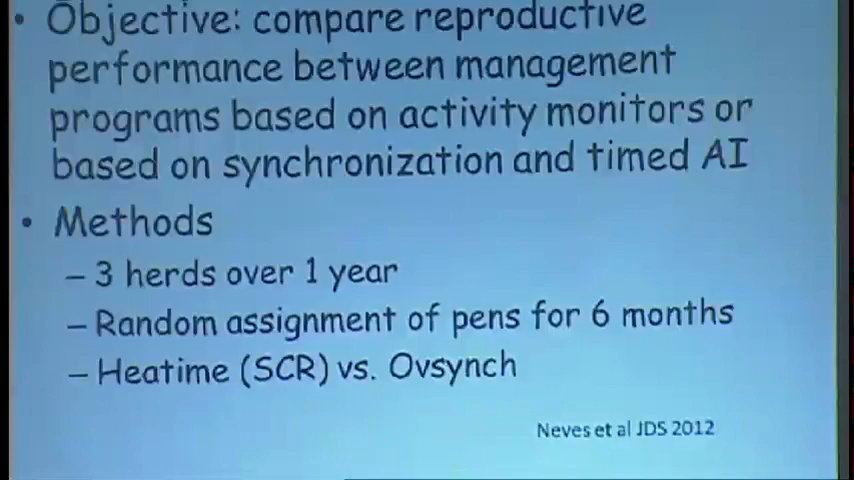 • Objective: compare reproductive
performance between management
programs based on activity monitors or
based on synchronization and timed AI
• Methods
– 3 herds over 1 year
– Random assignment of pens for 6 months
– Heatime (SCR) vs. Ovsynch
Neves et al JDS 2012